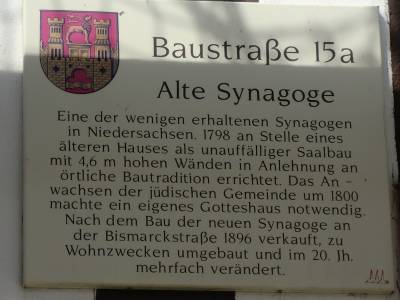 Baustraße 15a
Alte Synagoge
Eine der wenigen erhaltenen Synagogen
in Niedersachsen. 1798 an Stelle eines
älteren Hauses als unauffälliger Saalbau
mit 4,6 m hohen Wänden in Anlehnung an
örtliche Bautradition errichtet. Das An -
wachsen der jüdischen Gemeinde um 1800
machte ein eigenes Gotteshaus notwendig.
Nach dem Bau der neuen Synagoge an
der Bismarckstraße 1896 verkauft, zu
Wohnzwecken umgebaut und im 20. Jh.
mehrfach verändert.